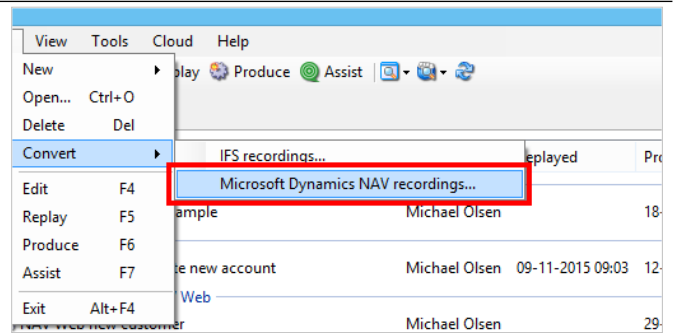 View Tools Cloud Help
New play Produce Assist
Open... Ctrl+O
Delete Del
Convert IFS recordings... eplayed Pro
Microsoft Dynamics NAV recordings...
Edit F4
Replay F5 ample Michael Olsen 18-
Produce F6
Assist F7 te new account Michael Olsen 09-11-2015 09:03 12-
Web
Exit Alt+F4
NAV Web new customer Michael Olsen 29-